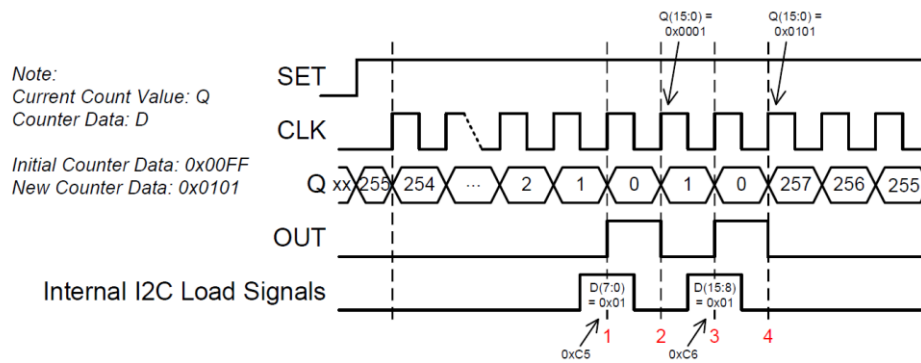 Q(15:0) =
0x0001
Q(15:0) =
0x0101
Note:
Current Count Value: Q
Counter Data: D
Initial Counter Data: 0x00FF
New Counter Data: 0x0101
SET
CLK
Q xx 255 254 ... 2 1 0 1 0 257 256 255
OUT
Internal I2C Load Signals
D(7:0)
= 0x01
D(15:8)
= 0x01
1 2 3 4
0xC5 0xC6